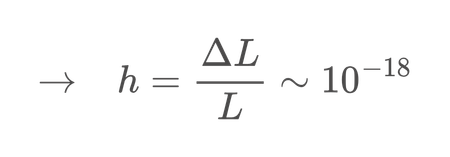 → h = ΔL/L ∼ 10⁻¹⁸